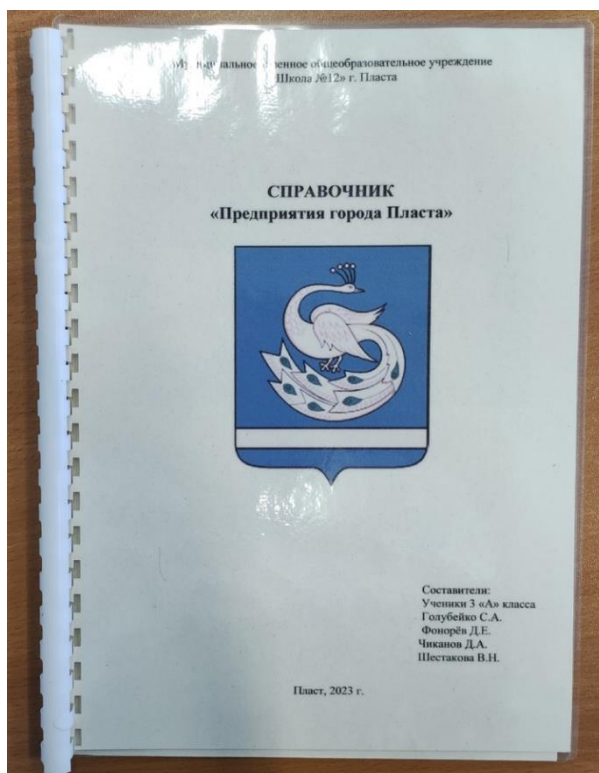 общеобразовательное учреждение
Школа №12» г. Пласта
СПРАВОЧНИК
«Предприятия города Пласта»
Составители:
Ученики 3 «А» класса
Голубейко С.А.
Фонорёв Д.Е.
Чиканов Д.А.
Шестакова В.Н.
Пласт, 2023 г.